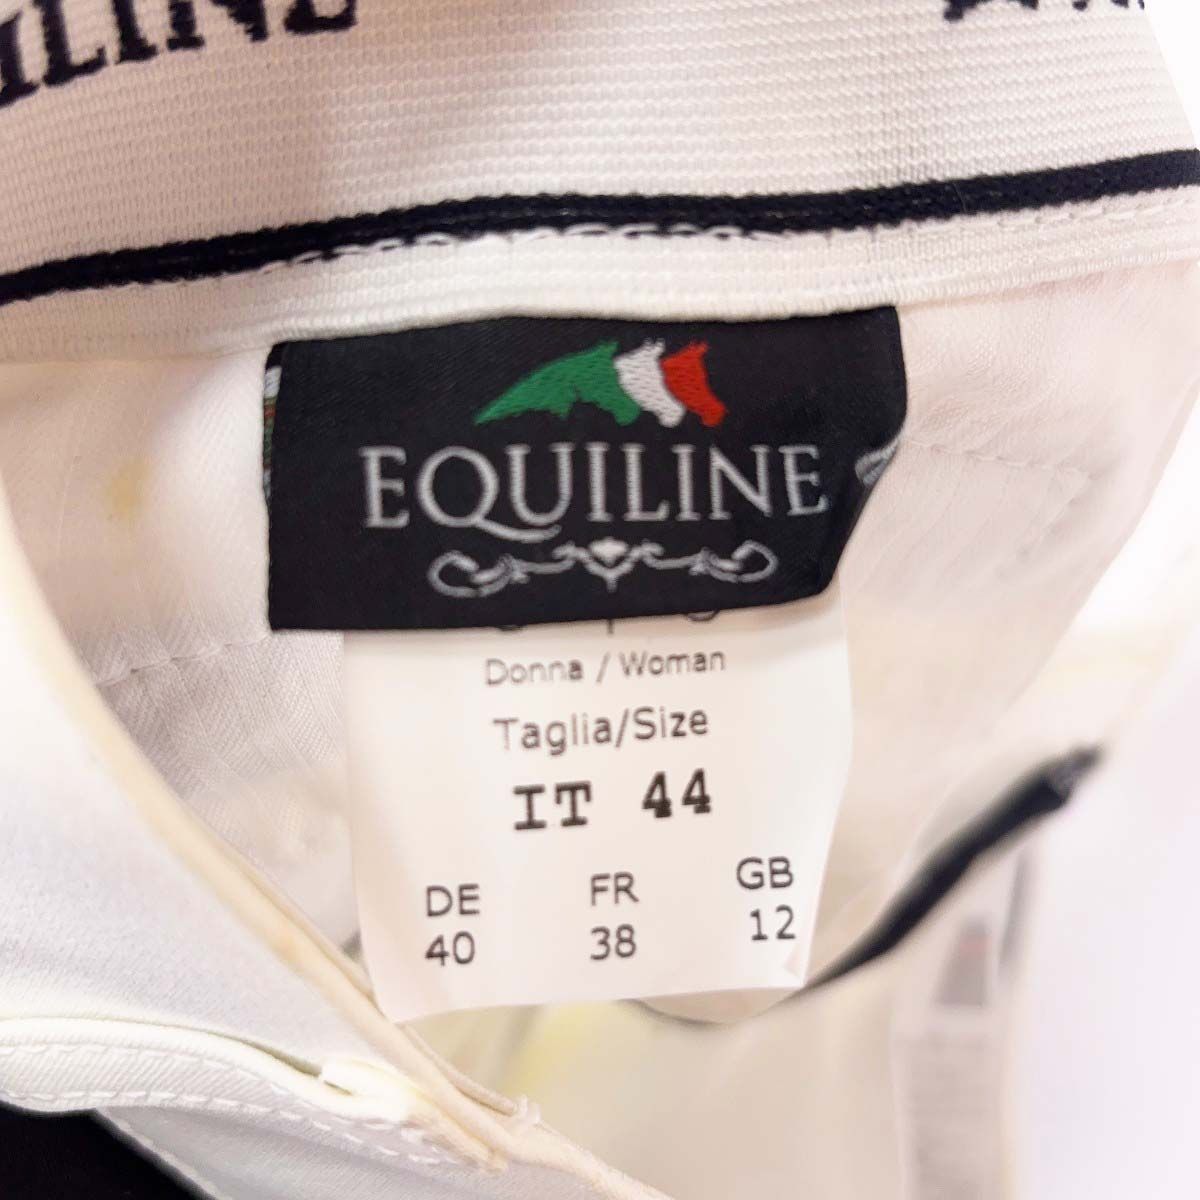 EQUILINE
Donna / Woman
Taglia/Size
IT 44
DE FR GB
40 38 12